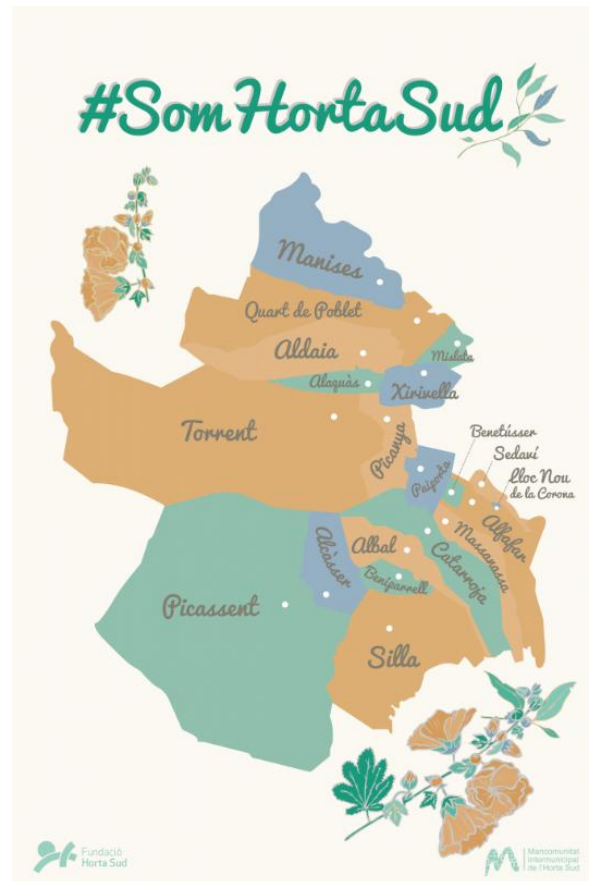 #SomHortaSud
Manises
Quart de Poblet
Aldaia
Mislata
Alaquàs
Xirivella
Torrent
Picanya
Paiporta
Benetússer
Sedaví
Lloc Nou
de la Corona
Alfafar
Massanassa
Catarroja
Albal
Alcàsser
Beniparrell
Picassent
Silla
Fundació
Horta Sud
Mancomunitat
Intermunicipal
de l'Horta Sud